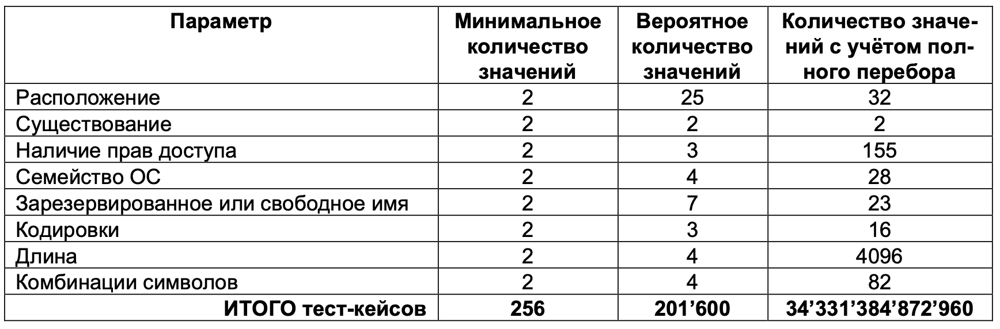 Параметр
Минимальное
количество
значений
Вероятное
количество
значений
Количество значе-
ний с учётом пол-
ного перебора
Расположение 2 25 32
Существование 2 2 2
Наличие прав доступа 2 3 155
Семейство ОС 2 4 28
Зарезервированное или свободное имя 2 7 23
Кодировки 2 3 16
Длина 2 4 4096
Комбинации символов 2 4 82
ИТОГО тест-кейсов 256 201’600 34’331’384’872’960